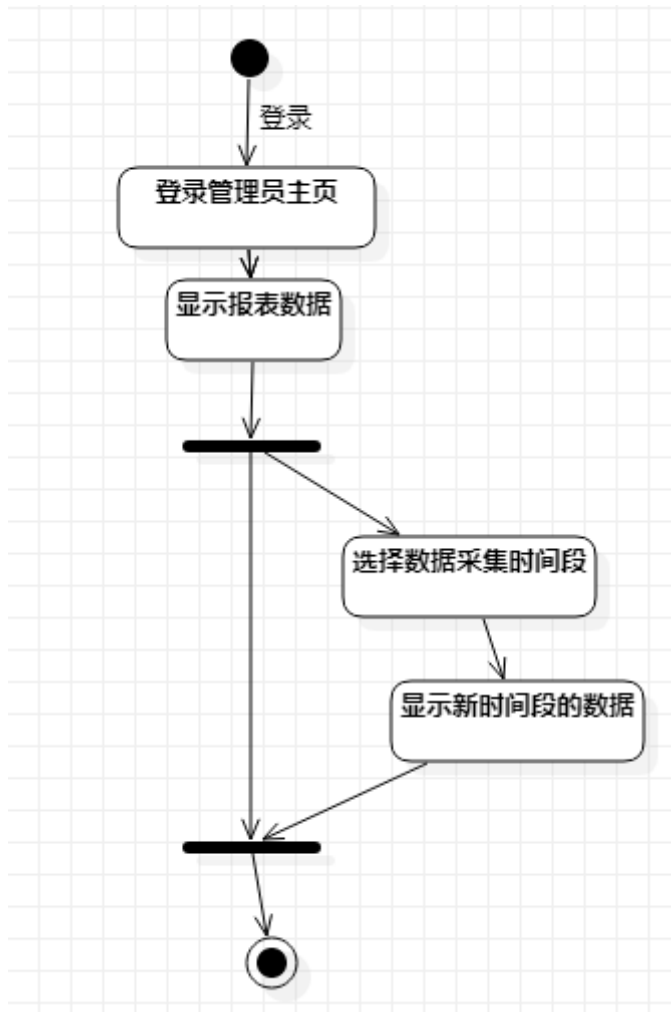 登录
登录管理员主页
显示报表数据
选择数据采集时间段
显示新时间段的数据